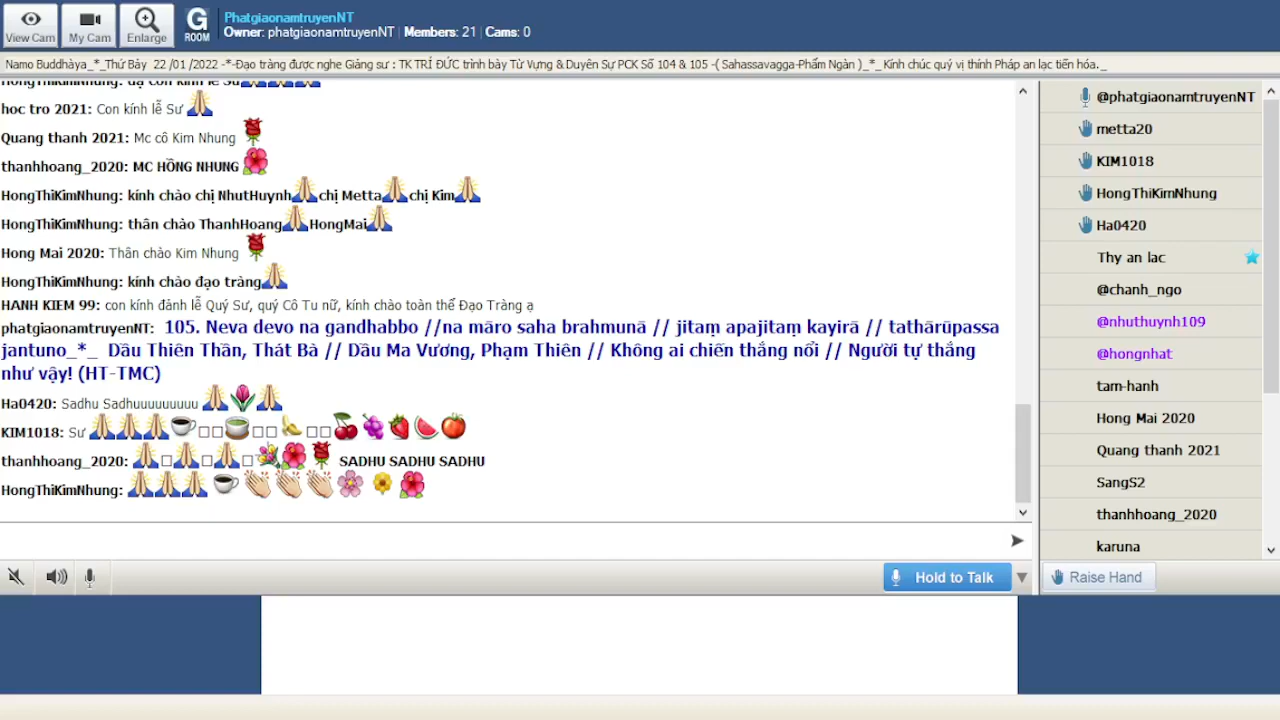 View Cam
My Cam
Enlarge
G
ROOM
PhatgiaonamtruyenNT
Owner: phatgiaonamtruyenNT | Members: 21 | Cams: 0
Namo Buddhàya_*_Thứ Bảy 22 /01 /2022 -*-Đạo tràng được nghe Giảng sư : TK TRÍ ĐỨC trình bày Từ Vựng & Duyên Sự PCK Số 104 & 105 -( Sahassavagga-Phẩm Ngàn )_*_ Kính chúc quý vị thính Pháp an lạc tiến hóa._
HongThiKimNhung: dạ con kính lễ Sư
hoc tro 2021: Con kính lễ Sư
Quang thanh 2021: Mc cô Kim Nhung
thanhhoang_2020: MC HỒNG NHUNG
HongThiKimNhung: kính chào chị NhutHuynh chị Metta chị Kim
HongThiKimNhung: thân chào ThanhHoang HongMai
Hong Mai 2020: Thân chào Kim Nhung
HongThiKimNhung: kính chào đạo tràng
HANH KIEM 99: con kính đảnh lễ Quý Sư, quý Cô Tu nữ, kính chào toàn thể Đạo Tràng ạ
phatgiaonamtruyenNT: 105. Neva devo na gandhabbo //na māro saha brahmunā // jitaṃ apajitaṃ kayirā // tathārūpassa
jantuno_*_ Dầu Thiên Thần, Thát Bà // Dầu Ma Vương, Phạm Thiên // Không ai chiến thắng nổi // Người tự thắng
như vậy! (HT-TMC)
Ha0420: Sadhu Sadhuuuuuuuuu
KIM1018: Sư
thanhhoang_2020: SADHU SADHU SADHU
HongThiKimNhung:
Hold to Talk
@phatgiaonamtruyenNT
metta20
KIM1018
HongThiKimNhung
Ha0420
Thy an lac
@chanh_ngo
@nhuthuynh109
@hongnhat
tam-hanh
Hong Mai 2020
Quang thanh 2021
SangS2
thanhhoang_2020
karuna
Raise Hand